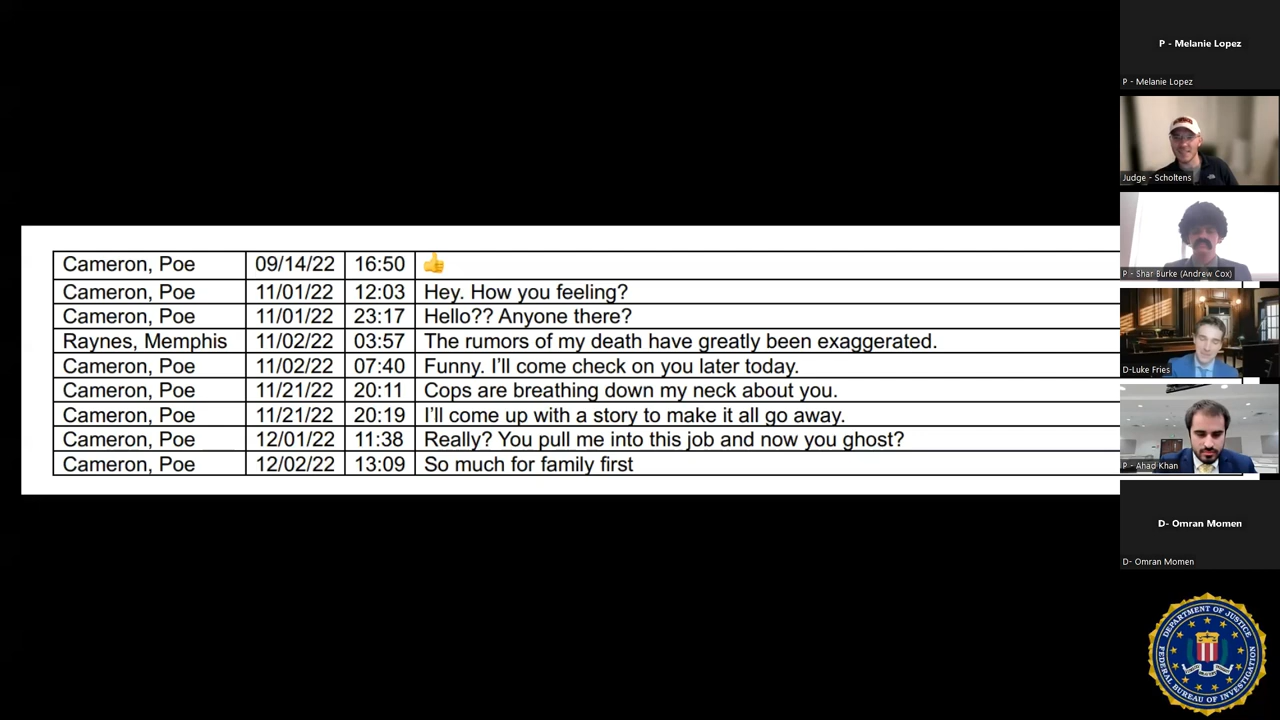 Cameron, Poe 09/14/22 16:50 👍
Cameron, Poe 11/01/22 12:03 Hey. How you feeling?
Cameron, Poe 11/01/22 23:17 Hello?? Anyone there?
Raynes, Memphis 11/02/22 03:57 The rumors of my death have greatly been exaggerated.
Cameron, Poe 11/02/22 07:40 Funny. I’ll come check on you later today.
Cameron, Poe 11/21/22 20:11 Cops are breathing down my neck about you.
Cameron, Poe 11/21/22 20:19 I’ll come up with a story to make it all go away.
Cameron, Poe 12/01/22 11:38 Really? You pull me into this job and now you ghost?
Cameron, Poe 12/02/22 13:09 So much for family first
P - Melanie Lopez
P - Melanie Lopez
Judge - Scholtens
P - Shar Burke (Andrew Cox)
D-Luke Fries
P - Ahad Khan
D- Omran Momen
D- Omran Momen
DEPARTMENT OF JUSTICE
FEDERAL BUREAU OF INVESTIGATION